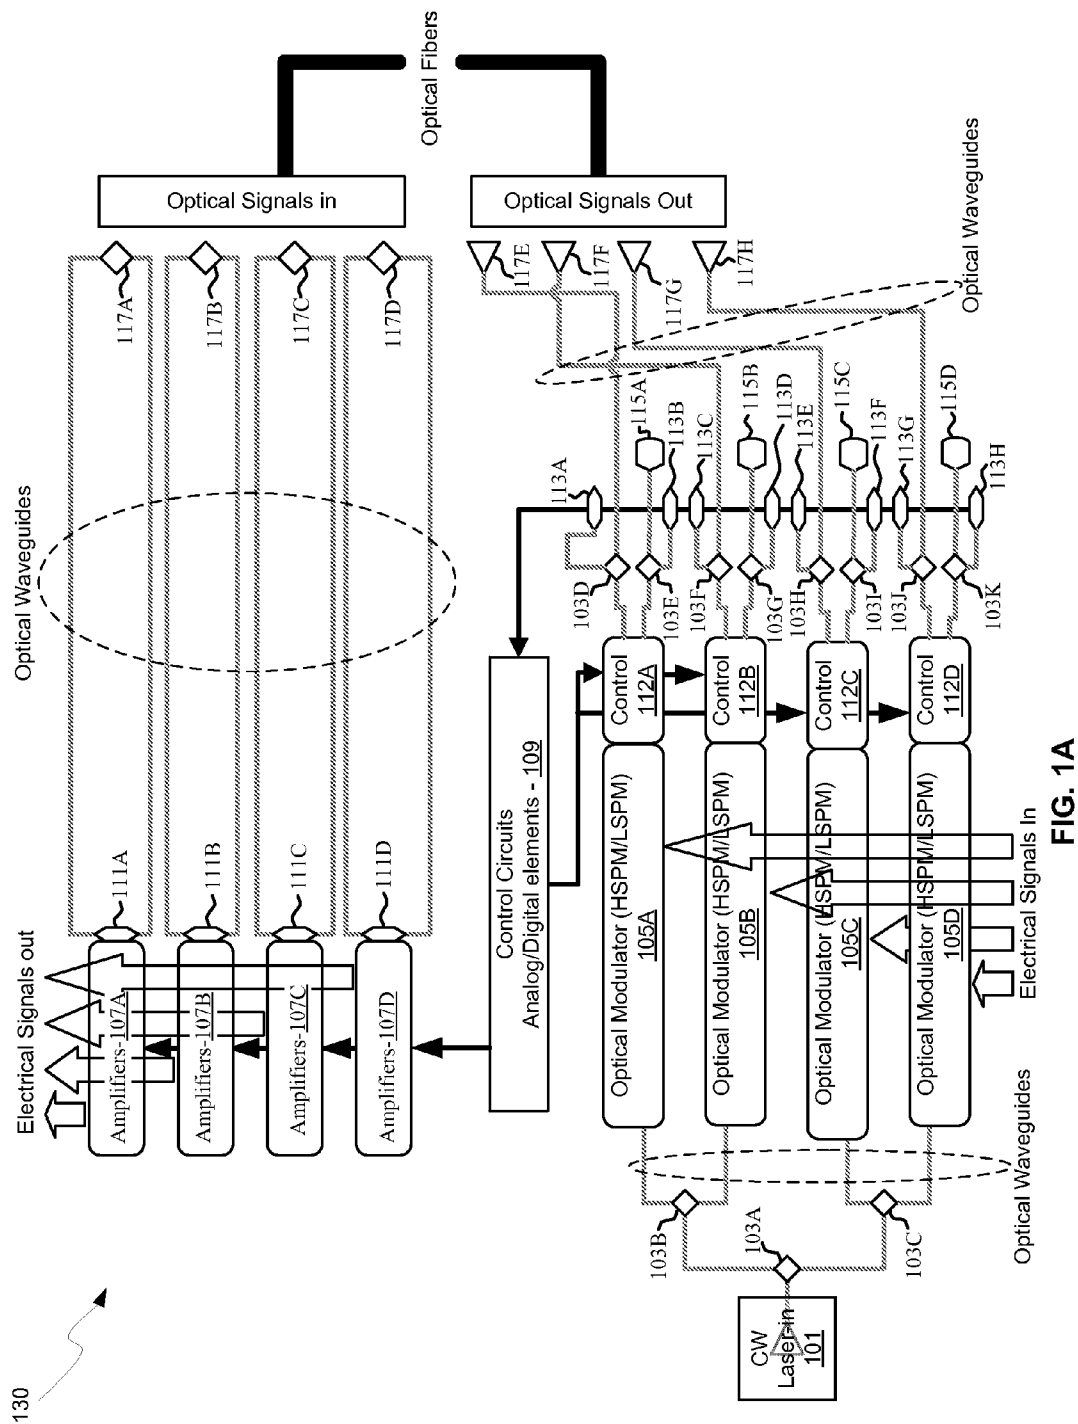 130
Electrical Signals out
Amplifiers-107A
Amplifiers-107B
Amplifiers-107C
Amplifiers-107D
111A
111B
111C
111D
Optical Waveguides
117A
117B
117C
117D
Optical Signals in
Optical Fibers
Optical Signals Out
117E
117F
117G
117H
Optical Waveguides
Control Circuits
Analog/Digital elements - 109
113A
115A
113B
113C
115B
113D
113E
115C
113F
113G
115D
113H
103D
103E
103F
103G
103H
103I
103J
103K
Control
112A
Control
112B
Control
112C
Control
112D
Optical Modulator (HSPM/LSPM)
105A
Optical Modulator (HSPM/LSPM)
105B
Optical Modulator (HSPM/LSPM)
105C
Optical Modulator (HSPM/LSPM)
105D
Electrical Signals In
Optical Waveguides
103B
103A
103C
CW
Laser-in
101
FIG. 1A